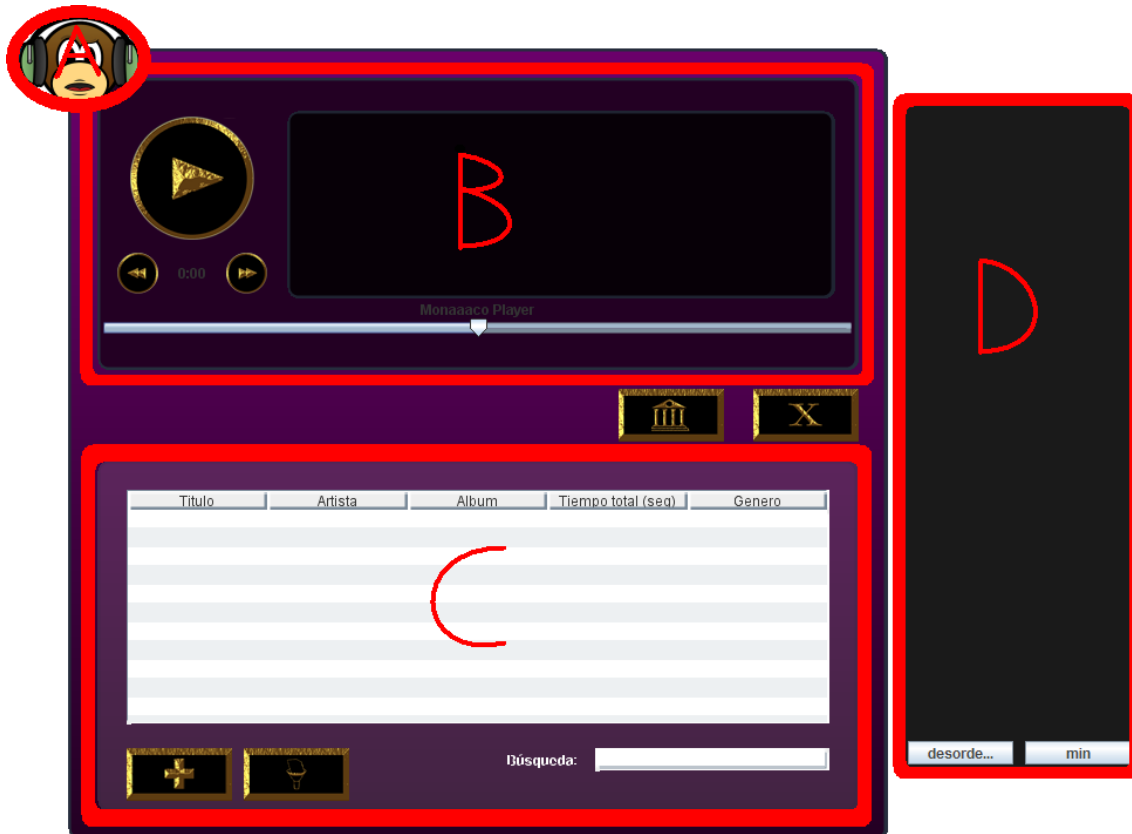 A
B
0:00
Monaaaco Player
X
Titulo Artista Album Tiempo total (seg) Genero
C
Búsqueda:
D
desorde... min